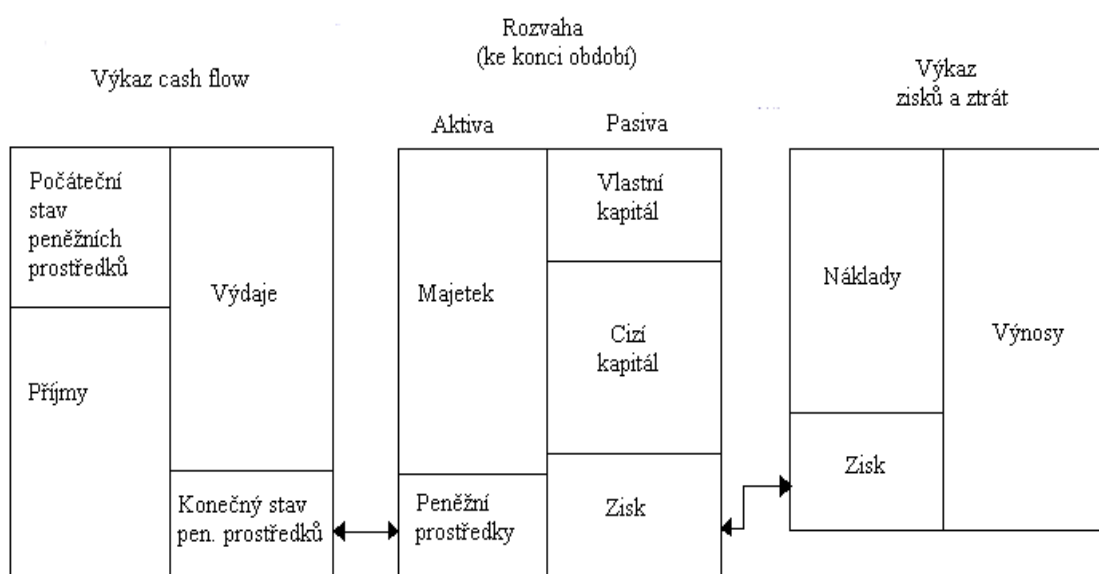 Rozvaha
(ke konci období)
Výkaz cash flow
Výkaz
zisků a ztrát
Aktiva
Pasiva
Počáteční
stav
peněžních
prostředků
Příjmy
Výdaje
Konečný stav
pen. prostředků
Majetek
Peněžní
prostředky
Vlastní
kapitál
Cizí
kapitál
Zisk
Náklady
Zisk
Výnosy